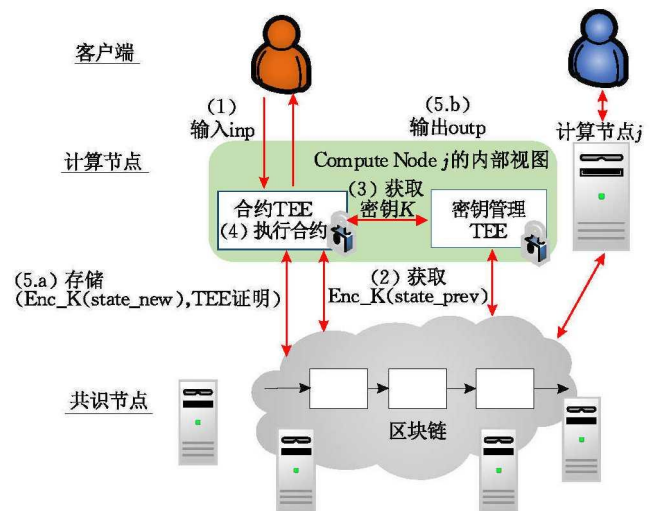 客户端
(1)
输入inp
(5.b)
输出outp
计算节点j
计算节点
Compute Node j的内部视图
合约TEE
(4) 执行合约
(3) 获取
密钥K
密钥管理
TEE
(5.a) 存储
(Enc_K(state_new),TEE证明)
(2) 获取
Enc_K(state_prev)
共识节点
区块链